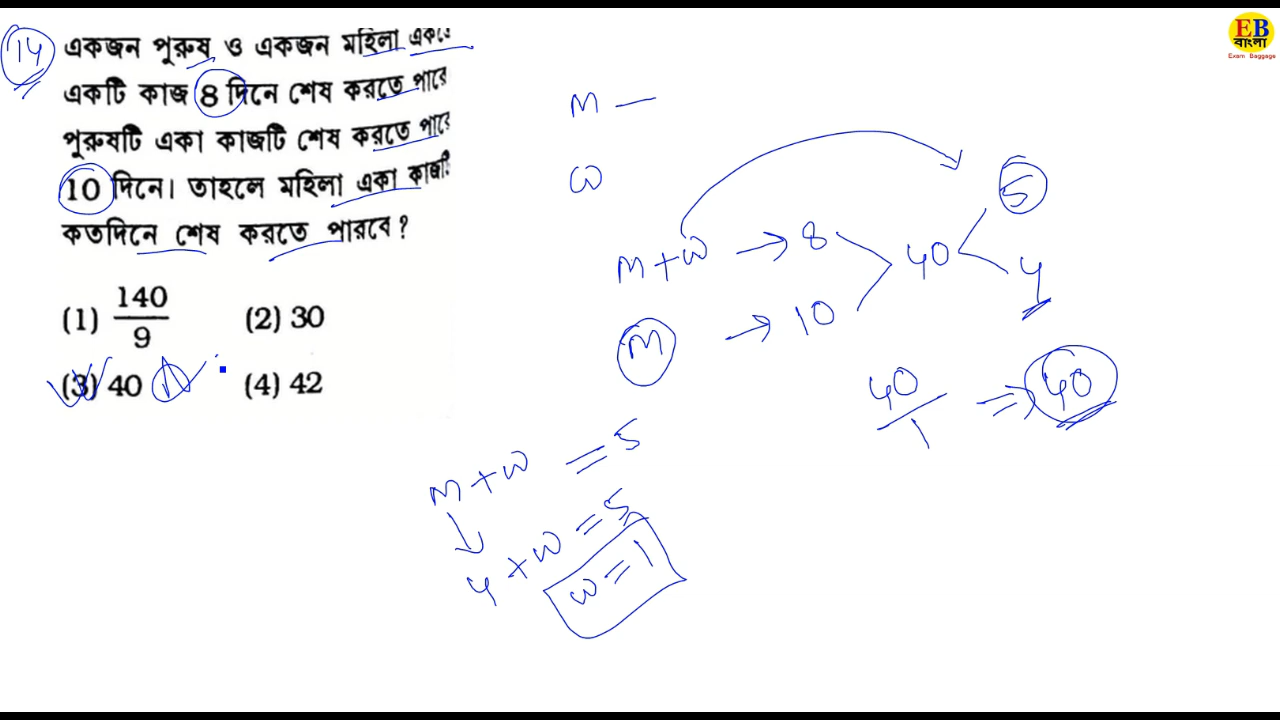 14
একজন পুরুষ ও একজন মহিলা একত্রে
একটি কাজ 8 দিনে শেষ করতে পারে
পুরুষটি একা কাজটি শেষ করতে পারে
10 দিনে। তাহলে মহিলা একা কাজটি
কতদিনে শেষ করতে পারবে?
(1) 140/9 (2) 30
(3) 40 (4) 42
M —
W
M+W → 8
M → 10
40
5
4
40/1 ⇒ 40
M+W = 5
4+W = 5
W = 1
EB
বাংলা
Exam Baggage